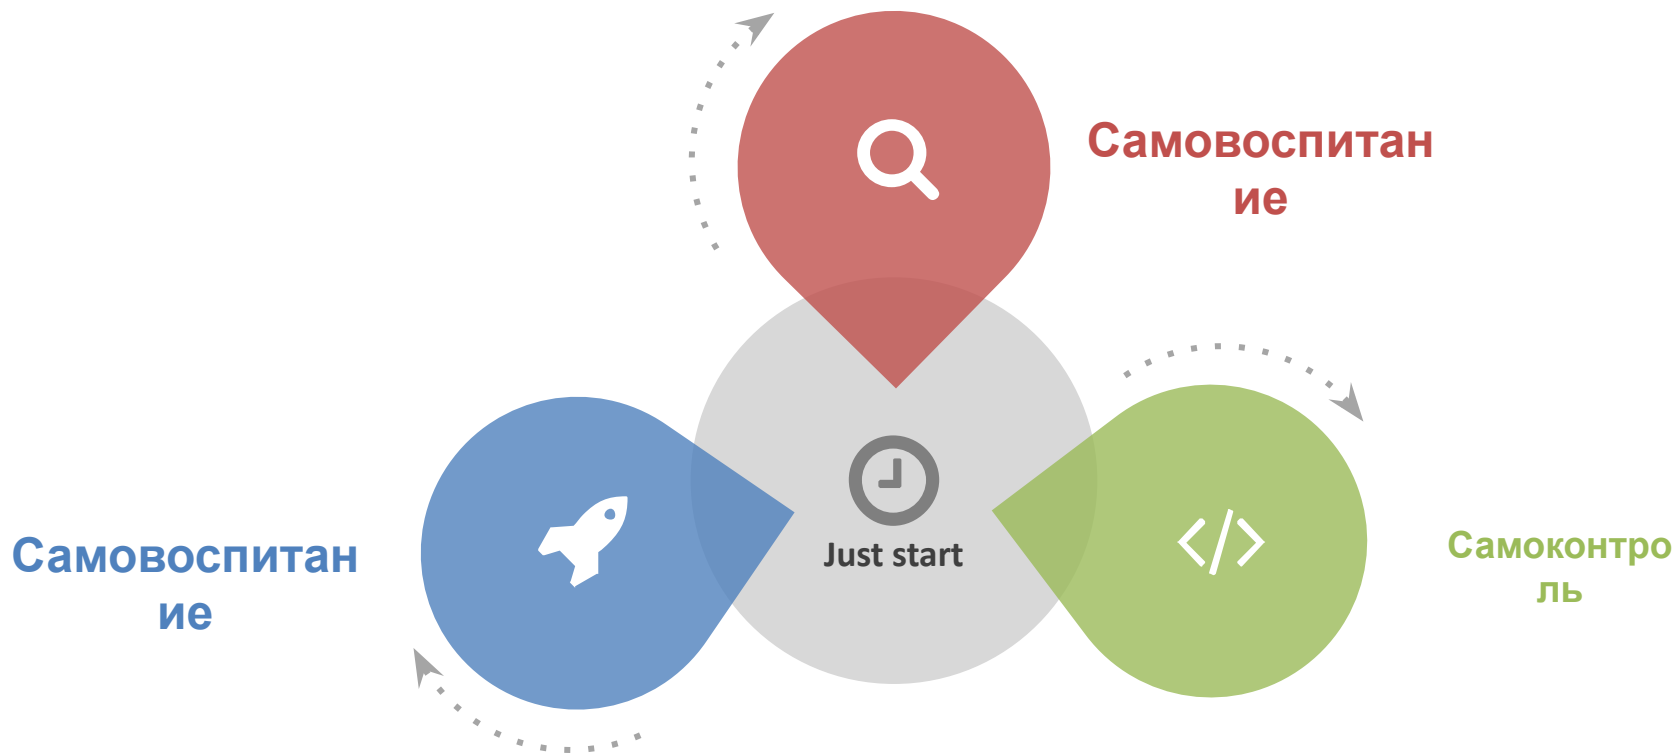 Самовоспитан
ие
Just start
Самовоспитан
ие
Самоконтро
ль